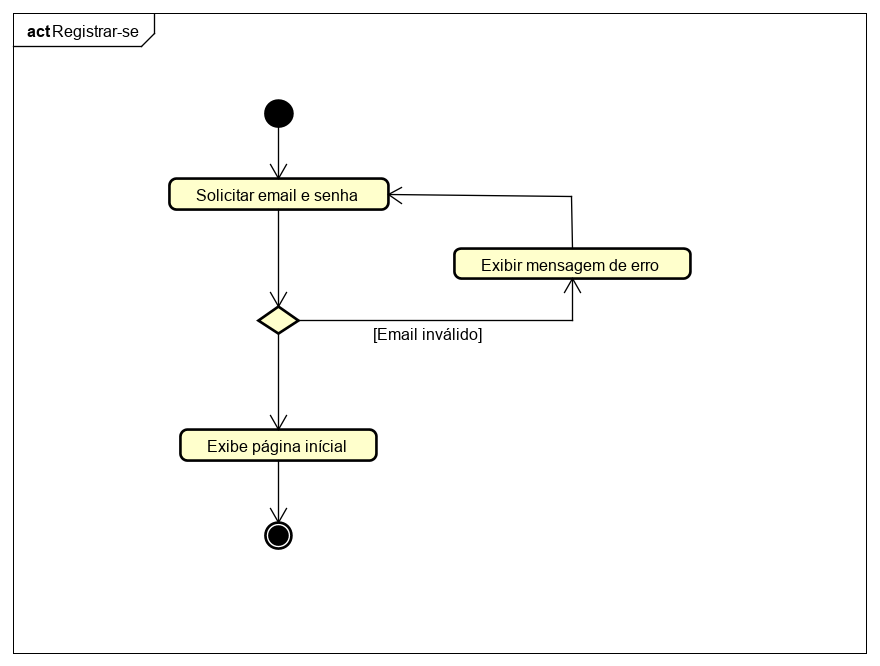 act Registrar-se
Solicitar email e senha
Exibir mensagem de erro
[Email inválido]
Exibe página inícial